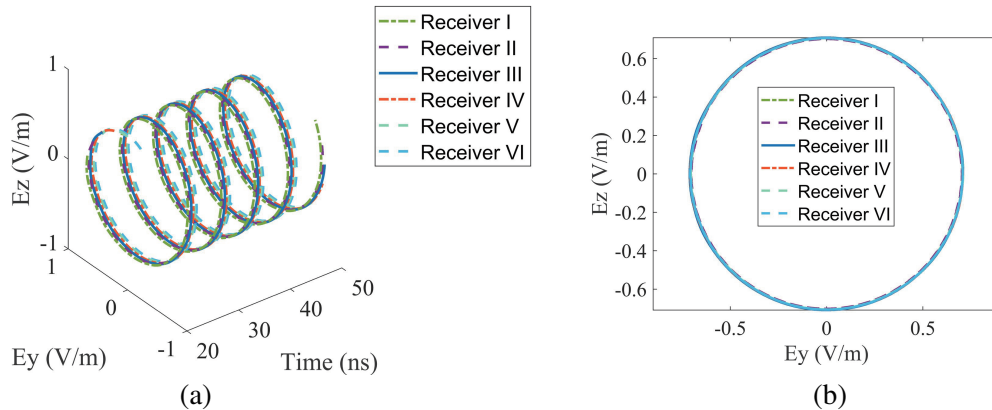 Receiver I
Receiver II
Receiver III
Receiver IV
Receiver V
Receiver VI
1
0
-1
Ez (V/m)
1
0
-1
Ey (V/m)
20
30
40
50
Time (ns)
(a)
0.6
0.4
0.2
0
-0.2
-0.4
-0.6
Ez (V/m)
Receiver I
Receiver II
Receiver III
Receiver IV
Receiver V
Receiver VI
-0.5
0
0.5
Ey (V/m)
(b)